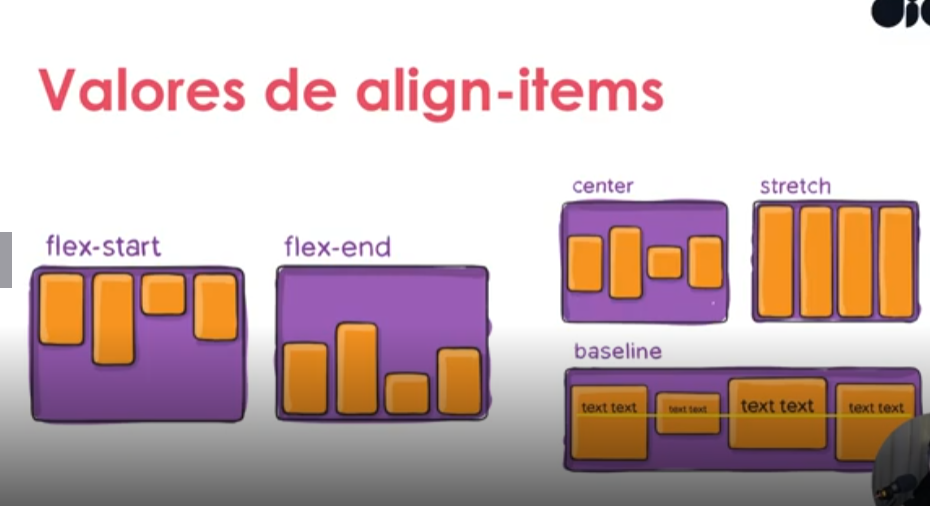 Valores de align-items
flex-start
flex-end
center
stretch
baseline
text text
text text
text text
text text